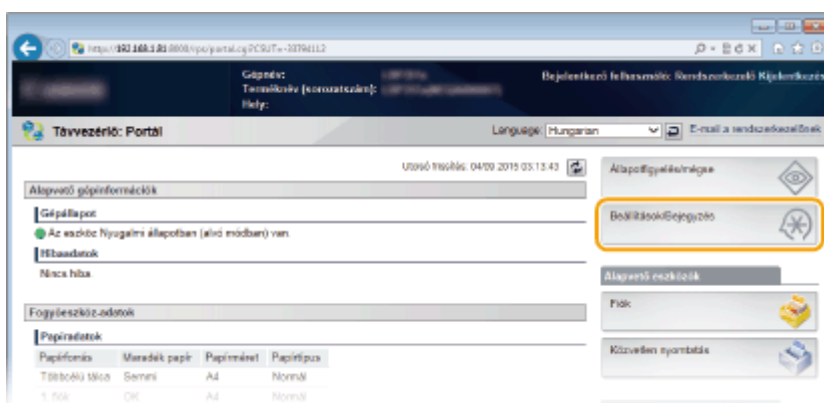 Gépnév:
Terméknév (sorozatszám):
Hely:
Bejelentkező felhasználó: Rendszerkezelő Kijelentkezés
Távvezérlő: Portál
Language: Hungarian
E-mail a rendszerkezelőnek
Utolsó frissítés: 04/09 2015 03:13:43
Alapvető gépinformációk
Gépállapot
Az eszköz Nyugalmi állapotban (alvó módban) van.
Hibaadatok
Nincs hiba.
Fogyóeszköz-adatok
Papíradatok
Papírforrás Maradék papír Papírméret Papírtípus
Többcélú tálca Semmi A4 Normál
1. fiók OK A4 Normál
Állapotfigyelés/mégse
Beállítások/Bejegyzés
Alapvető eszközök
Fiók
Közvetlen nyomtatás